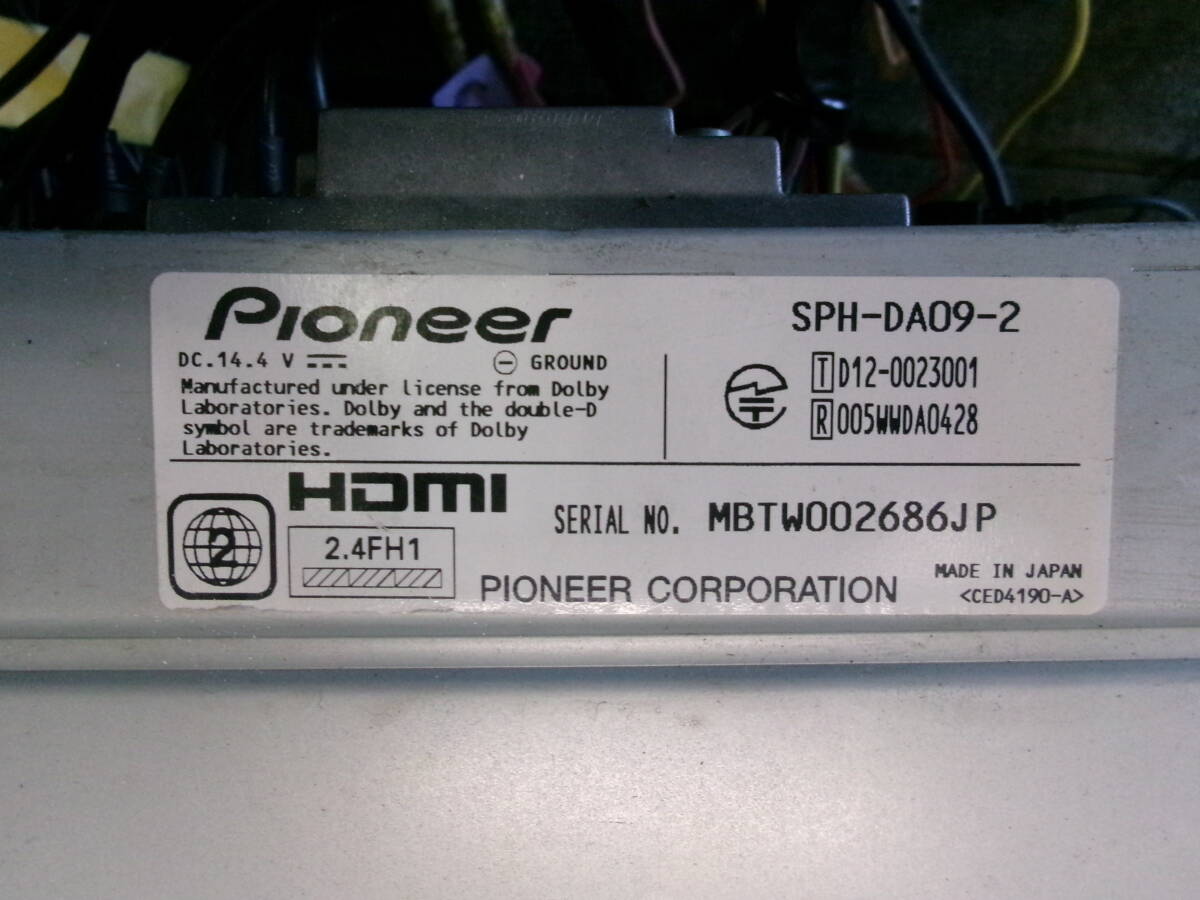 Pioneer
SPH-DA09-2
DC.14.4 V
GROUND
Manufactured under license from Dolby
Laboratories. Dolby and the double-D
symbol are trademarks of Dolby
Laboratories.
T D12-0023001
R 005WWDA0428
2
HDMI
2.4FH1
SERIAL NO. MBTW002686JP
PIONEER CORPORATION
MADE IN JAPAN
<CED4190-A>